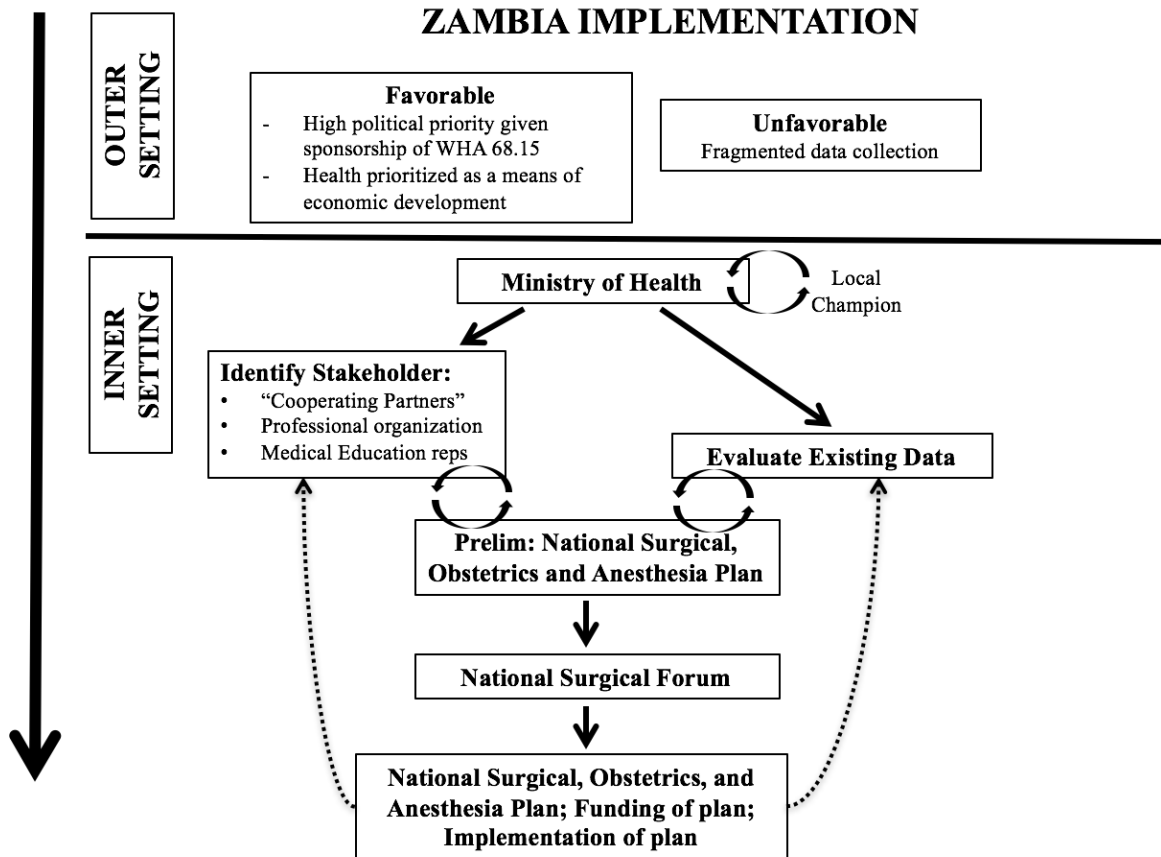 ZAMBIA IMPLEMENTATION
OUTER
SETTING
Favorable
- High political priority given
sponsorship of WHA 68.15
- Health prioritized as a means of
economic development
Unfavorable
Fragmented data collection
INNER
SETTING
Ministry of Health
Local
Champion
Identify Stakeholder:
• “Cooperating Partners”
• Professional organization
• Medical Education reps
Evaluate Existing Data
Prelim: National Surgical,
Obstetrics and Anesthesia Plan
National Surgical Forum
National Surgical, Obstetrics, and
Anesthesia Plan; Funding of plan;
Implementation of plan